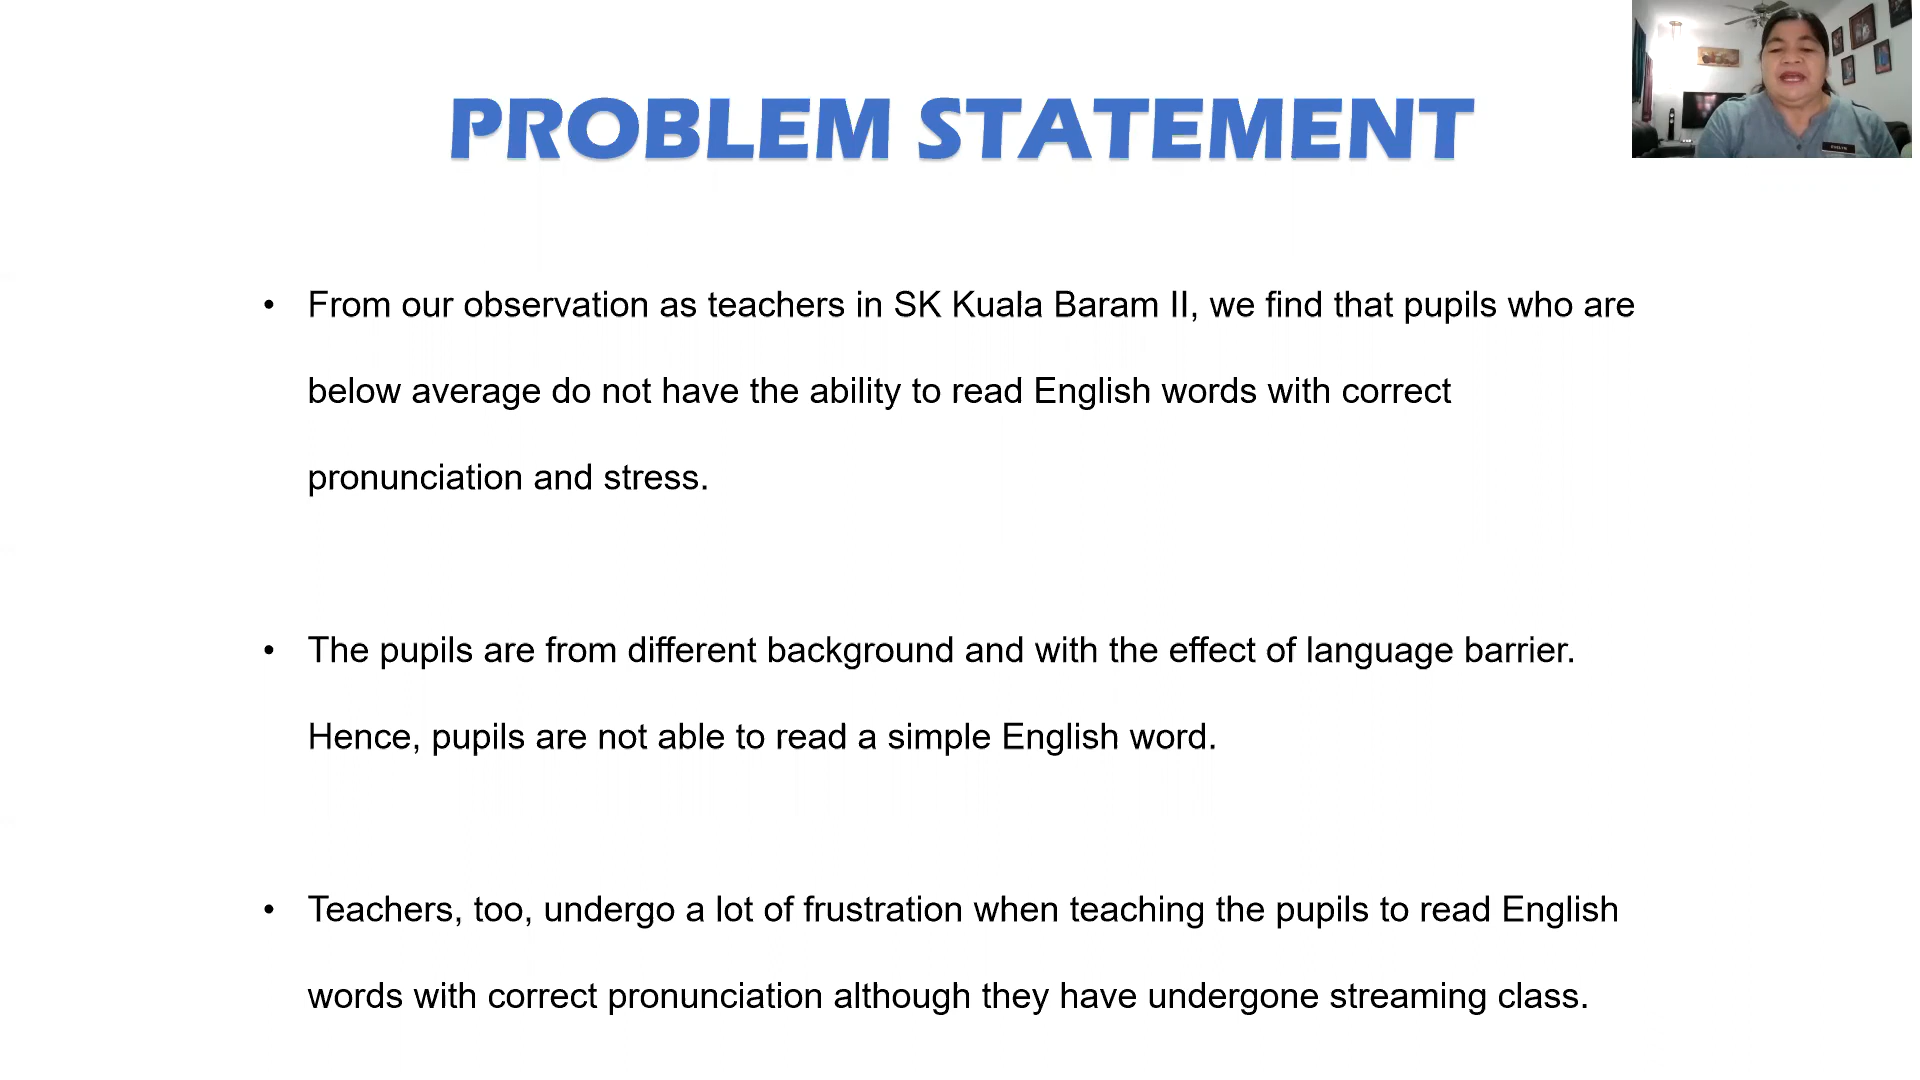 PROBLEM STATEMENT
• From our observation as teachers in SK Kuala Baram II, we find that pupils who are
below average do not have the ability to read English words with correct
pronunciation and stress.
• The pupils are from different background and with the effect of language barrier.
Hence, pupils are not able to read a simple English word.
• Teachers, too, undergo a lot of frustration when teaching the pupils to read English
words with correct pronunciation although they have undergone streaming class.